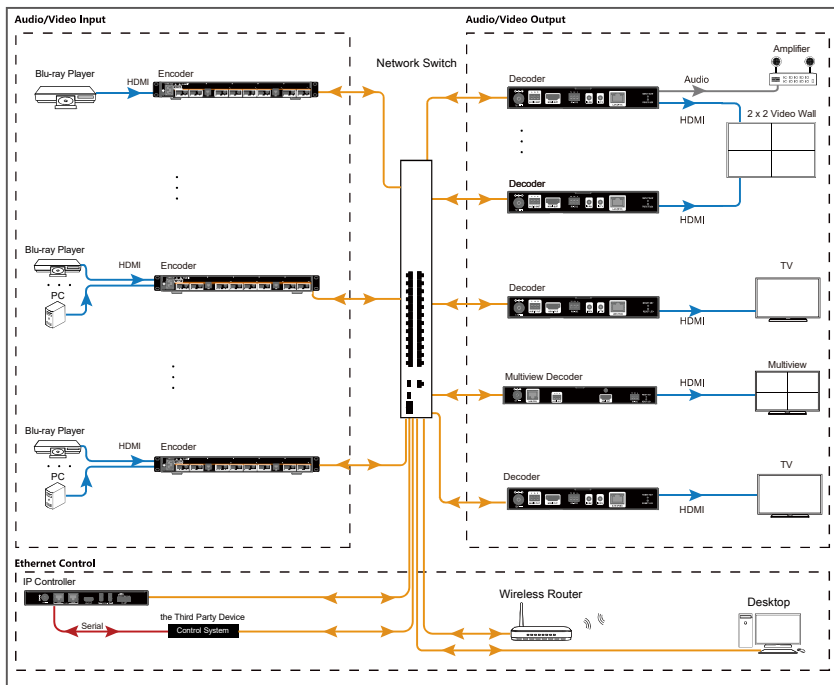 Audio/Video Input
Audio/Video Output
Blu-ray Player
HDMI
Encoder
Network Switch
Decoder
Audio
Amplifier
HDMI
2 x 2 Video Wall
Decoder
HDMI
Blu-ray Player
HDMI
Encoder
PC
Decoder
HDMI
TV
Multiview Decoder
HDMI
Multiview
Blu-ray Player
HDMI
Encoder
PC
Decoder
HDMI
TV
Ethernet Control
IP Controller
Serial
the Third Party Device
Control System
Wireless Router
Desktop